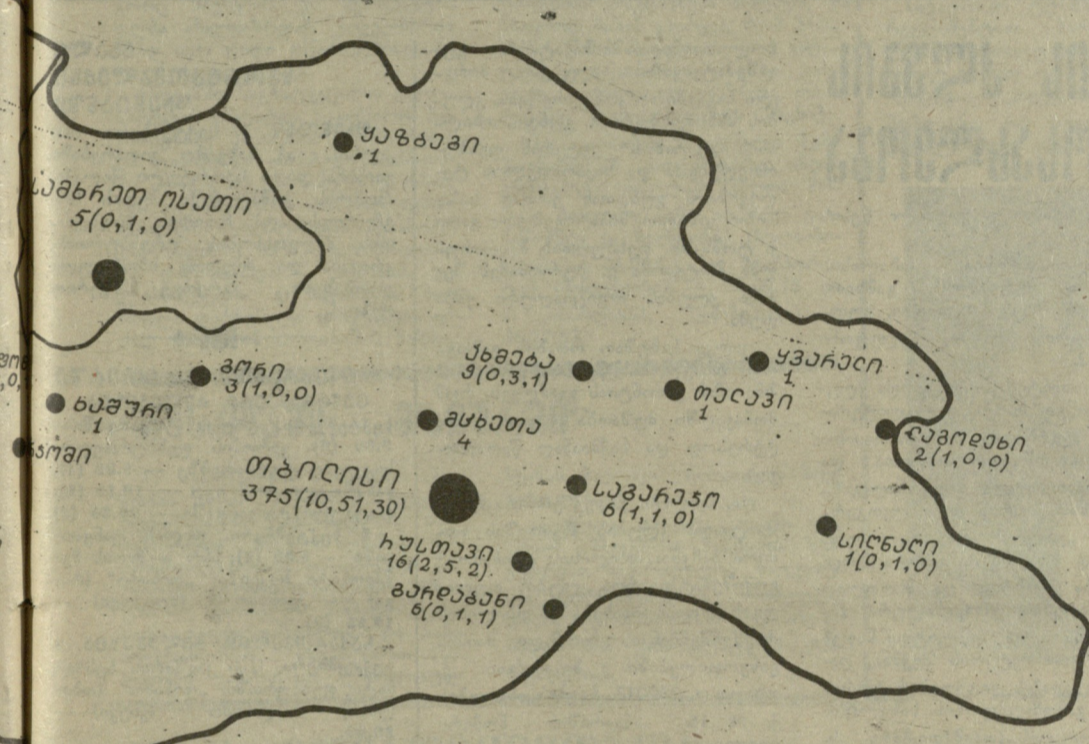 ყაზბეგი
1
სამხრეთ ოსეთი
5(0,1,0)
გორი
3(1,0,0)
ხაშური
1
ახმეტა
9(0,3,1)
ყვარელი
1
თელავი
1
მცხეთა
4
ლაგოდეხი
2(1,0,0)
თბილისი
375(10,51,30)
საგარეჯო
6(1,1,0)
სიღნაღი
1(0,1,0)
რუსთავი
16(2,5,2)
გარდაბანი
6(0,1,1)